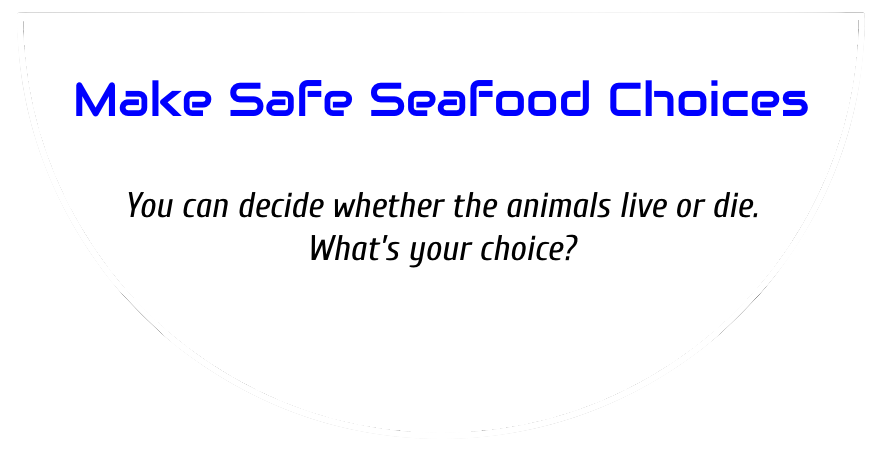 Make Safe Seafood Choices
You can decide whether the animals live or die.
What's your choice?